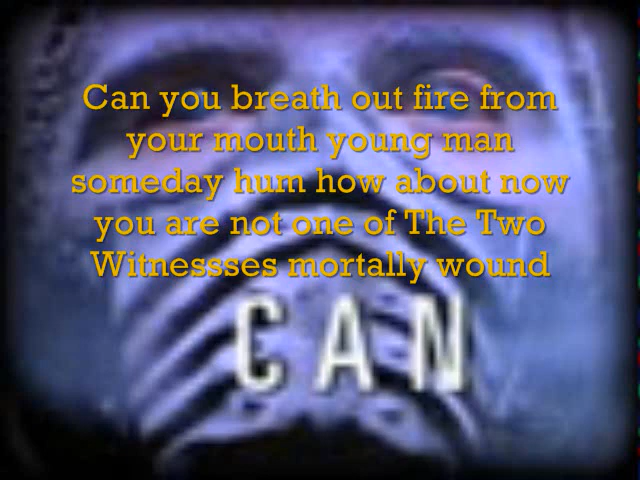 Can you breath out fire from
your mouth young man
someday hum how about now
you are not one of The Two
Witnessses mortally wound
CAN